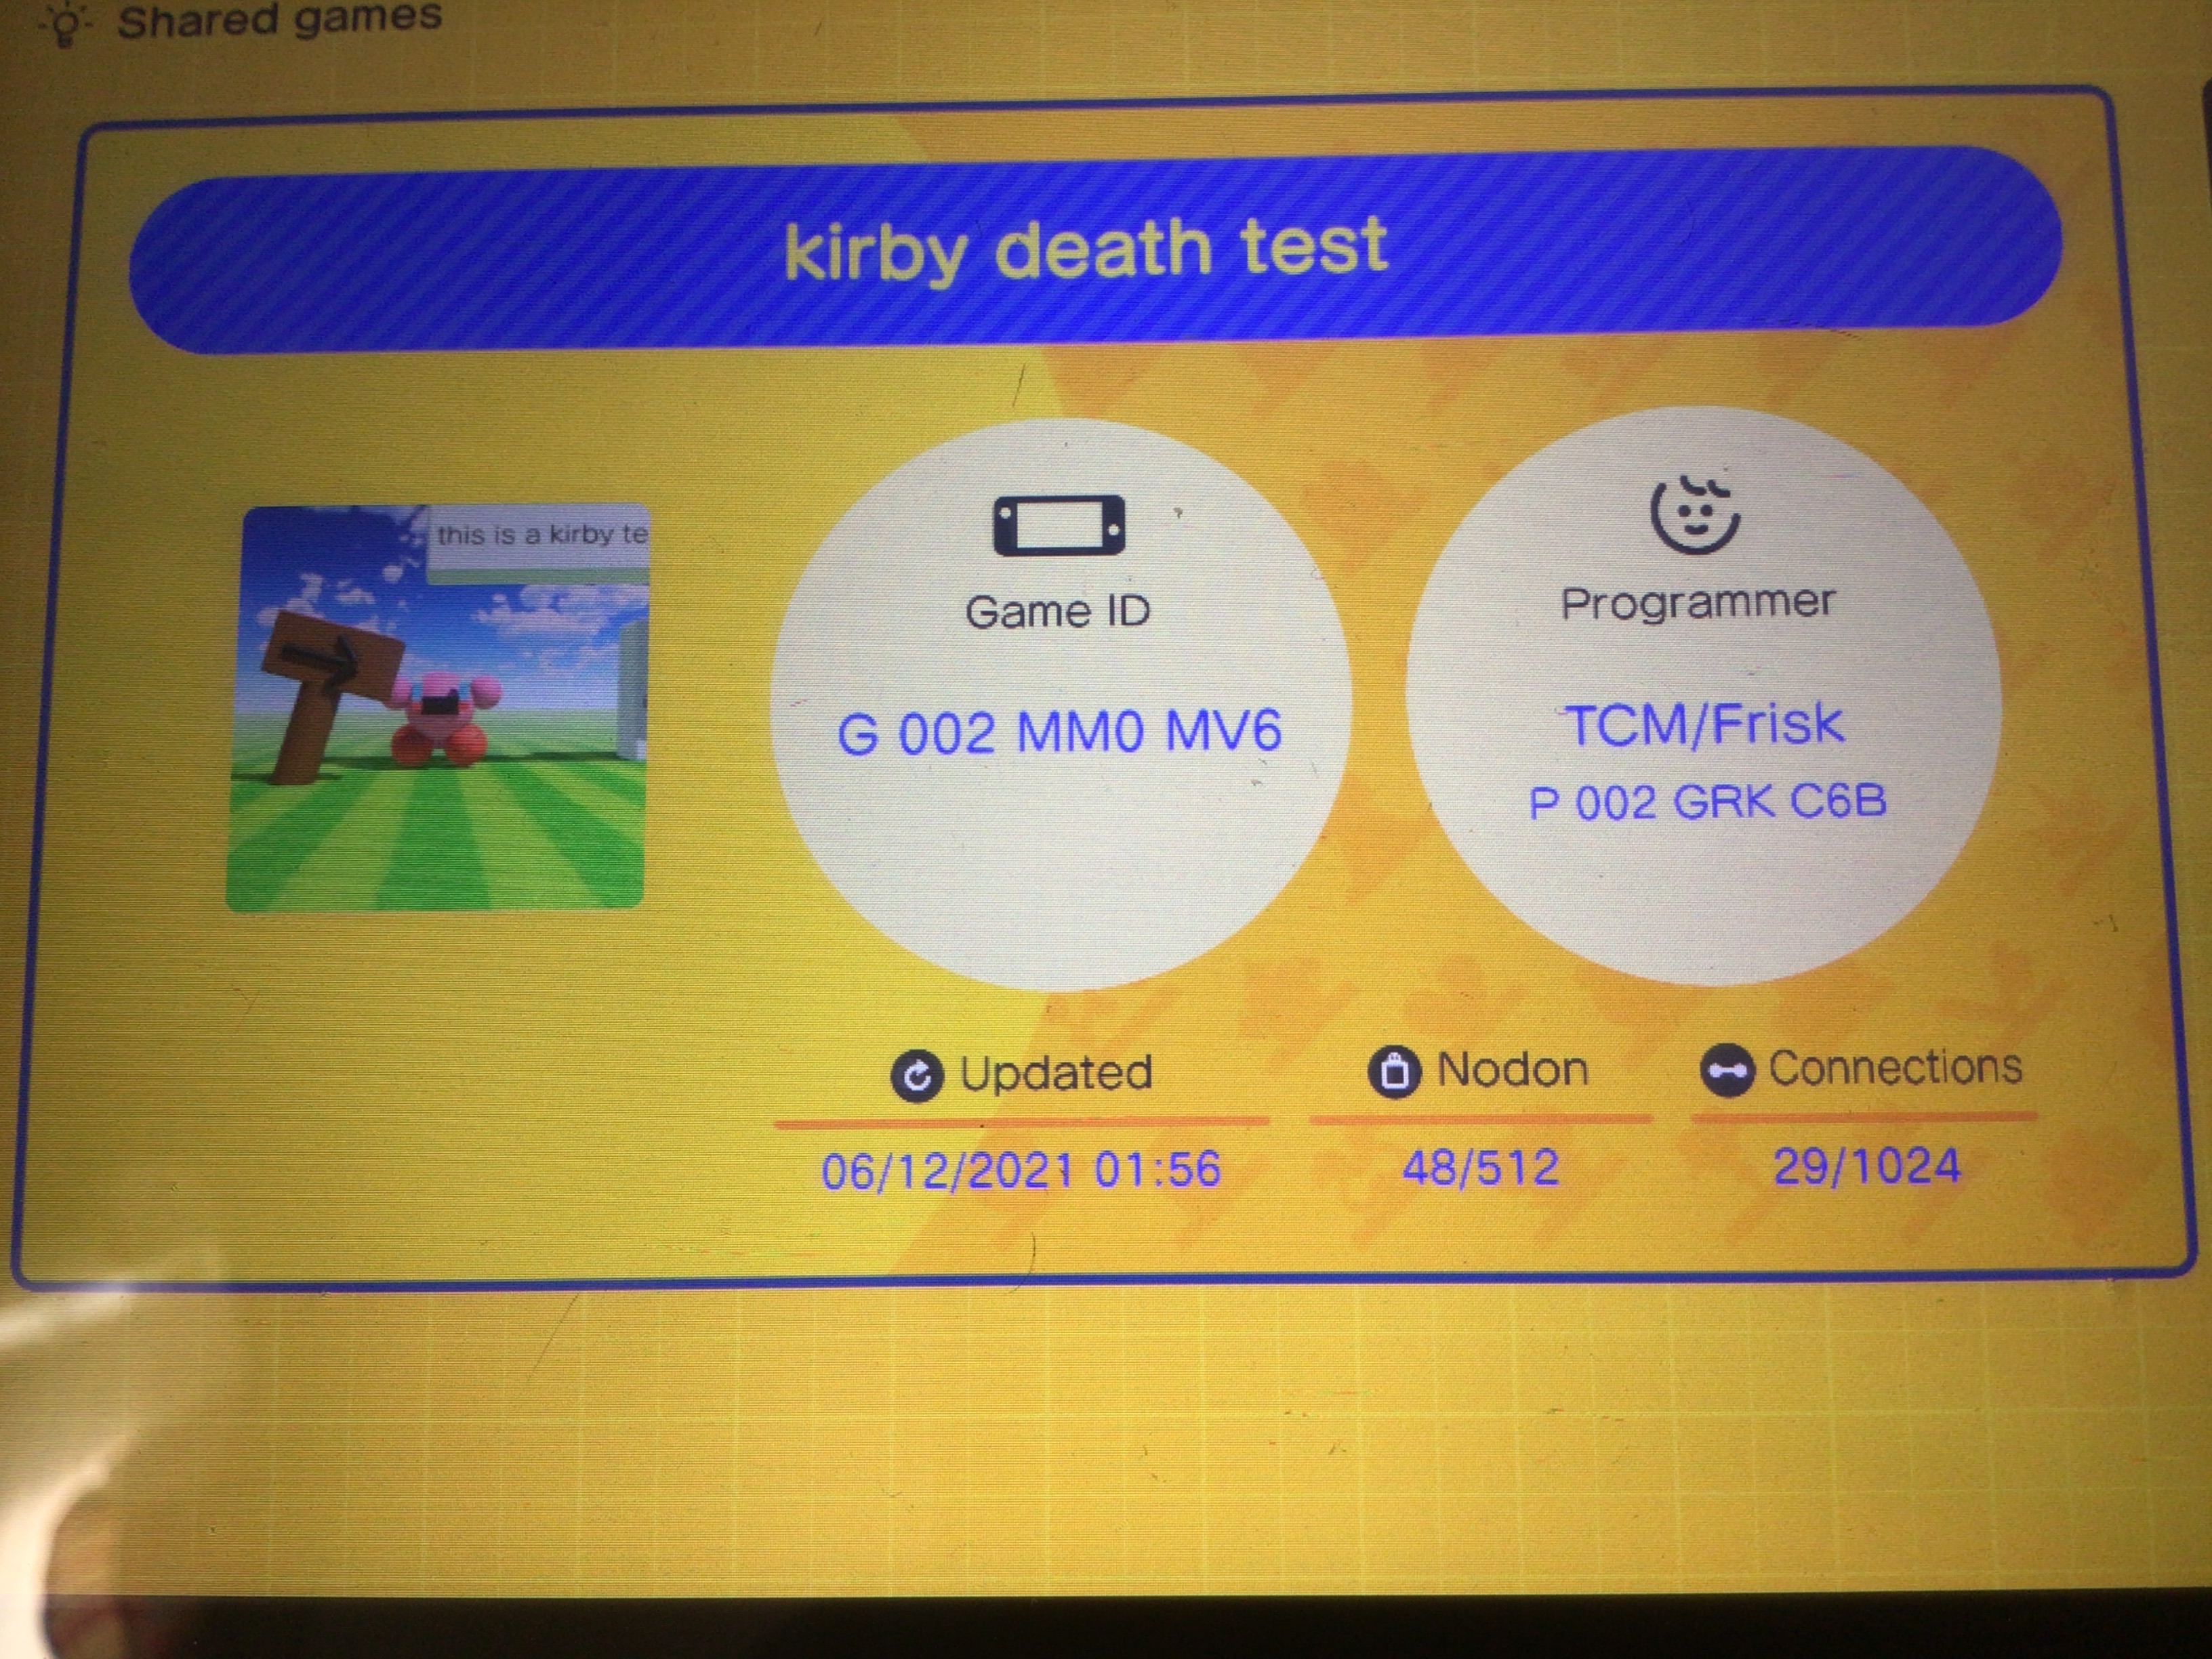 Shared games
kirby death test
this is a kirby te
Game ID
G 002 MM0 MV6
Programmer
TCM/Frisk
P 002 GRK C6B
Updated
06/12/2021 01:56
Nodon
48/512
Connections
29/1024